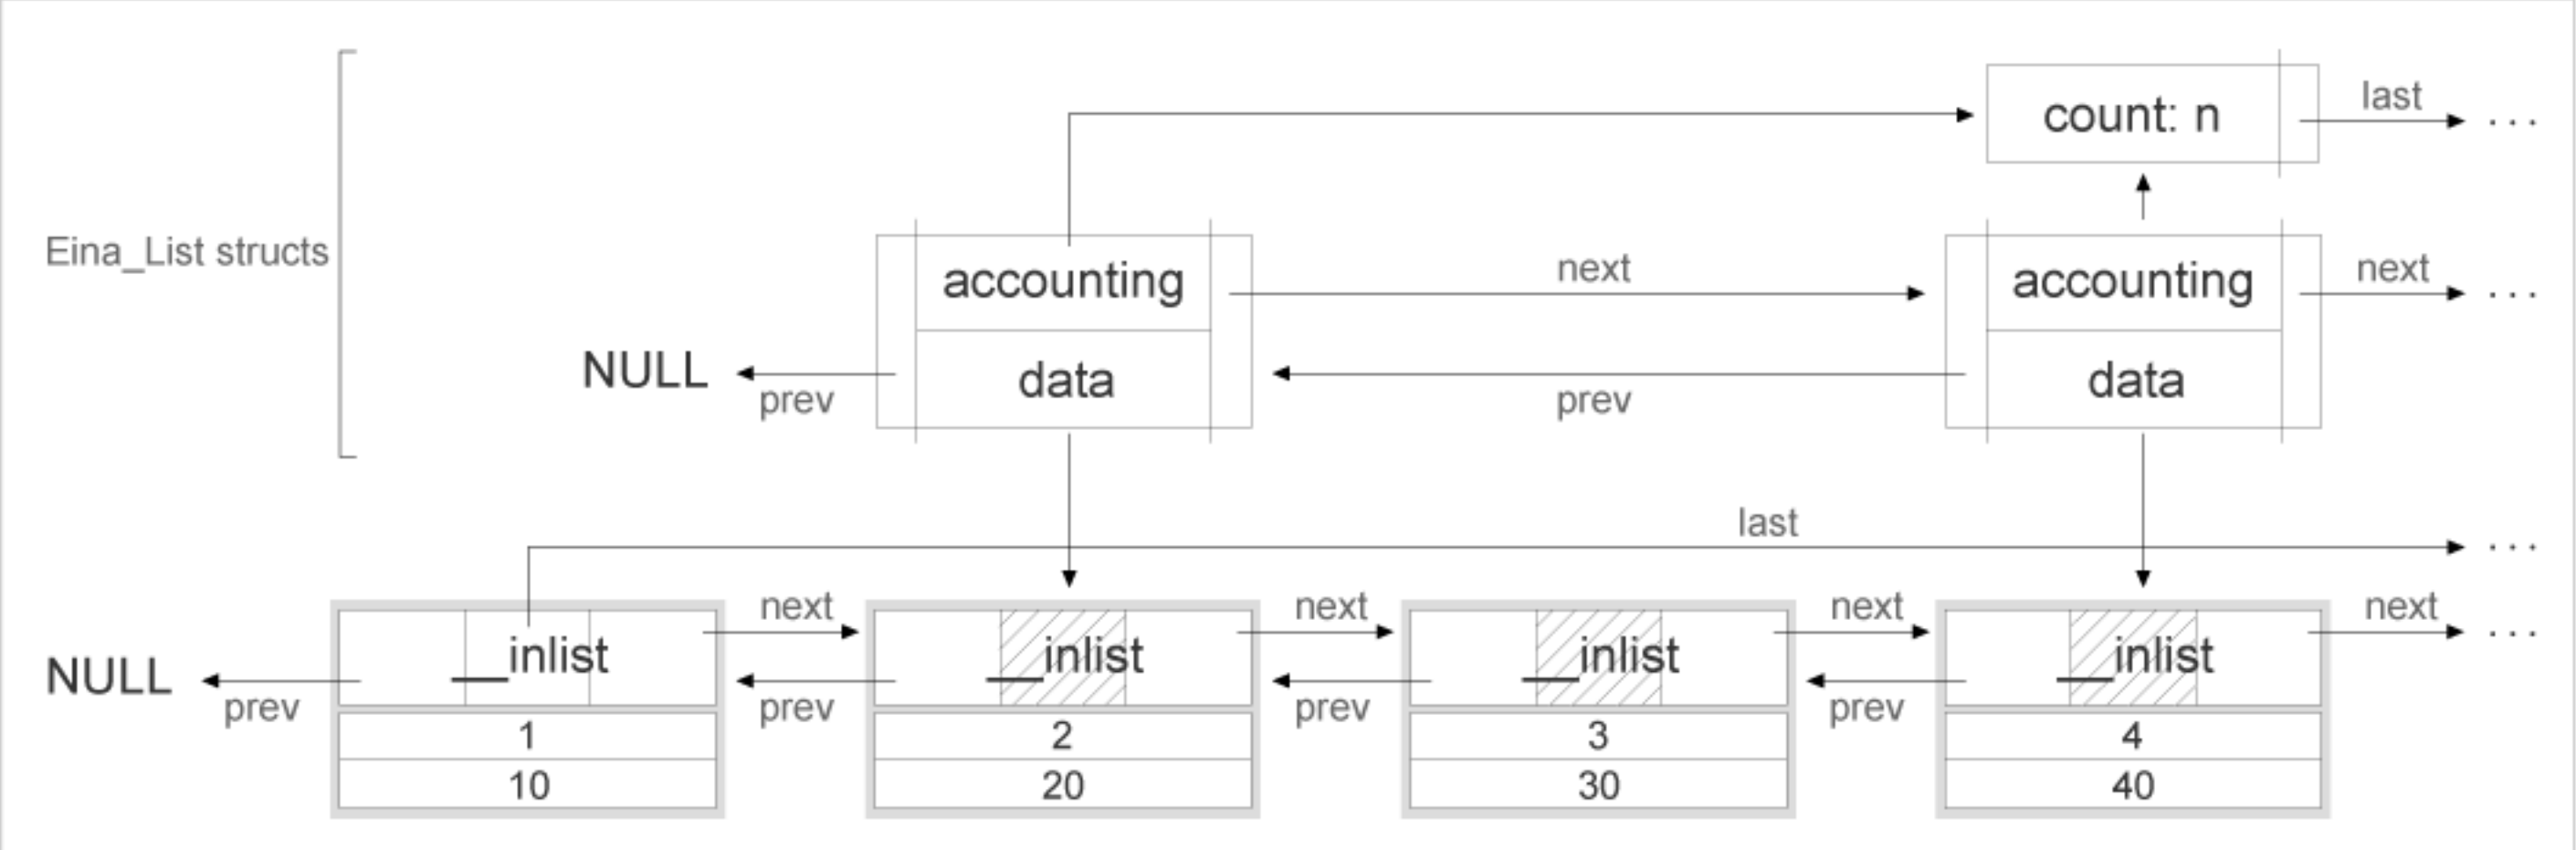 last
count: n
...
Eina_List structs
accounting
next
accounting
next
...
NULL
prev
data
prev
data
last
...
next
next
next
next
...
NULL
prev
__inlist
prev
__inlist
prev
__inlist
prev
__inlist
1
2
3
4
10
20
30
40